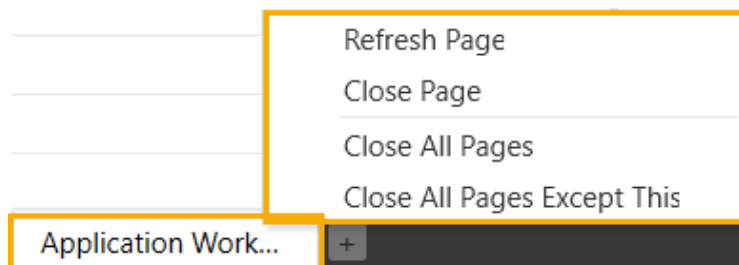 Refresh Page
Close Page
Close All Pages
Close All Pages Except This
Application Work... +